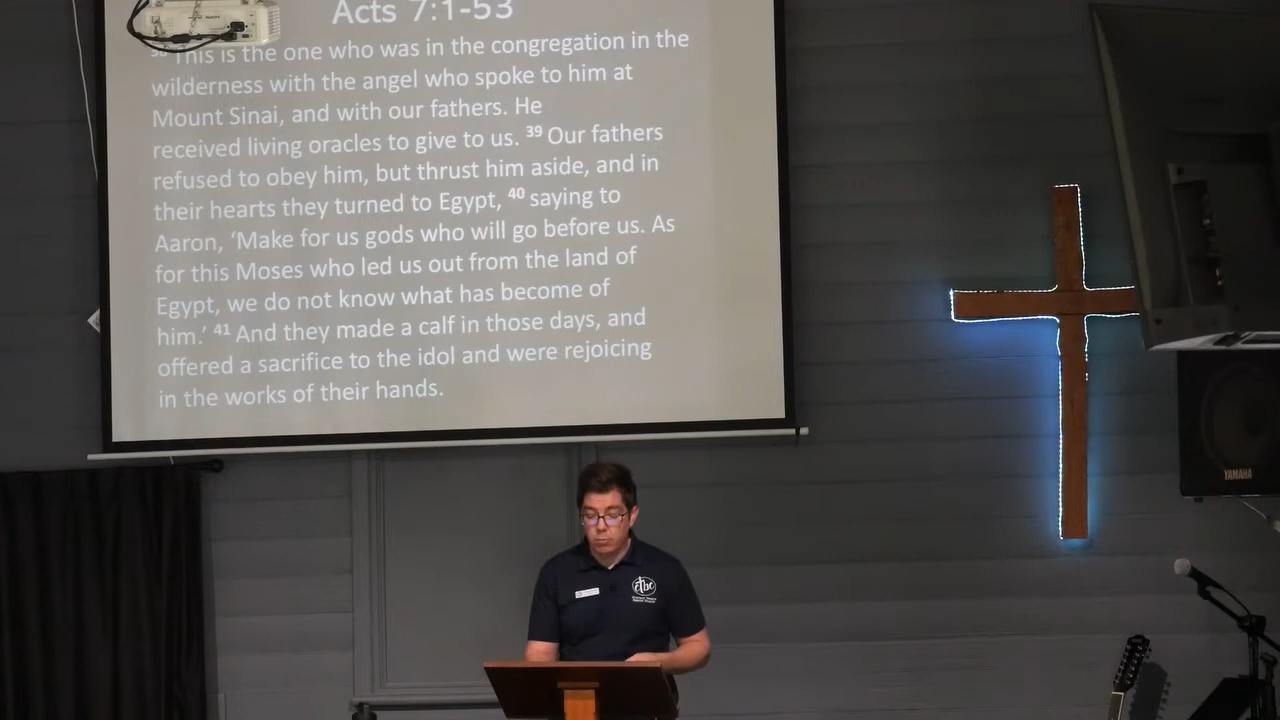 Acts 7:1-53
38 This is the one who was in the congregation in the
wilderness with the angel who spoke to him at
Mount Sinai, and with our fathers. He
received living oracles to give to us. 39 Our fathers
refused to obey him, but thrust him aside, and in
their hearts they turned to Egypt, 40 saying to
Aaron, ‘Make for us gods who will go before us. As
for this Moses who led us out from the land of
Egypt, we do not know what has become of
him.’ 41 And they made a calf in those days, and
offered a sacrifice to the idol and were rejoicing
in the works of their hands.
YAMAHA